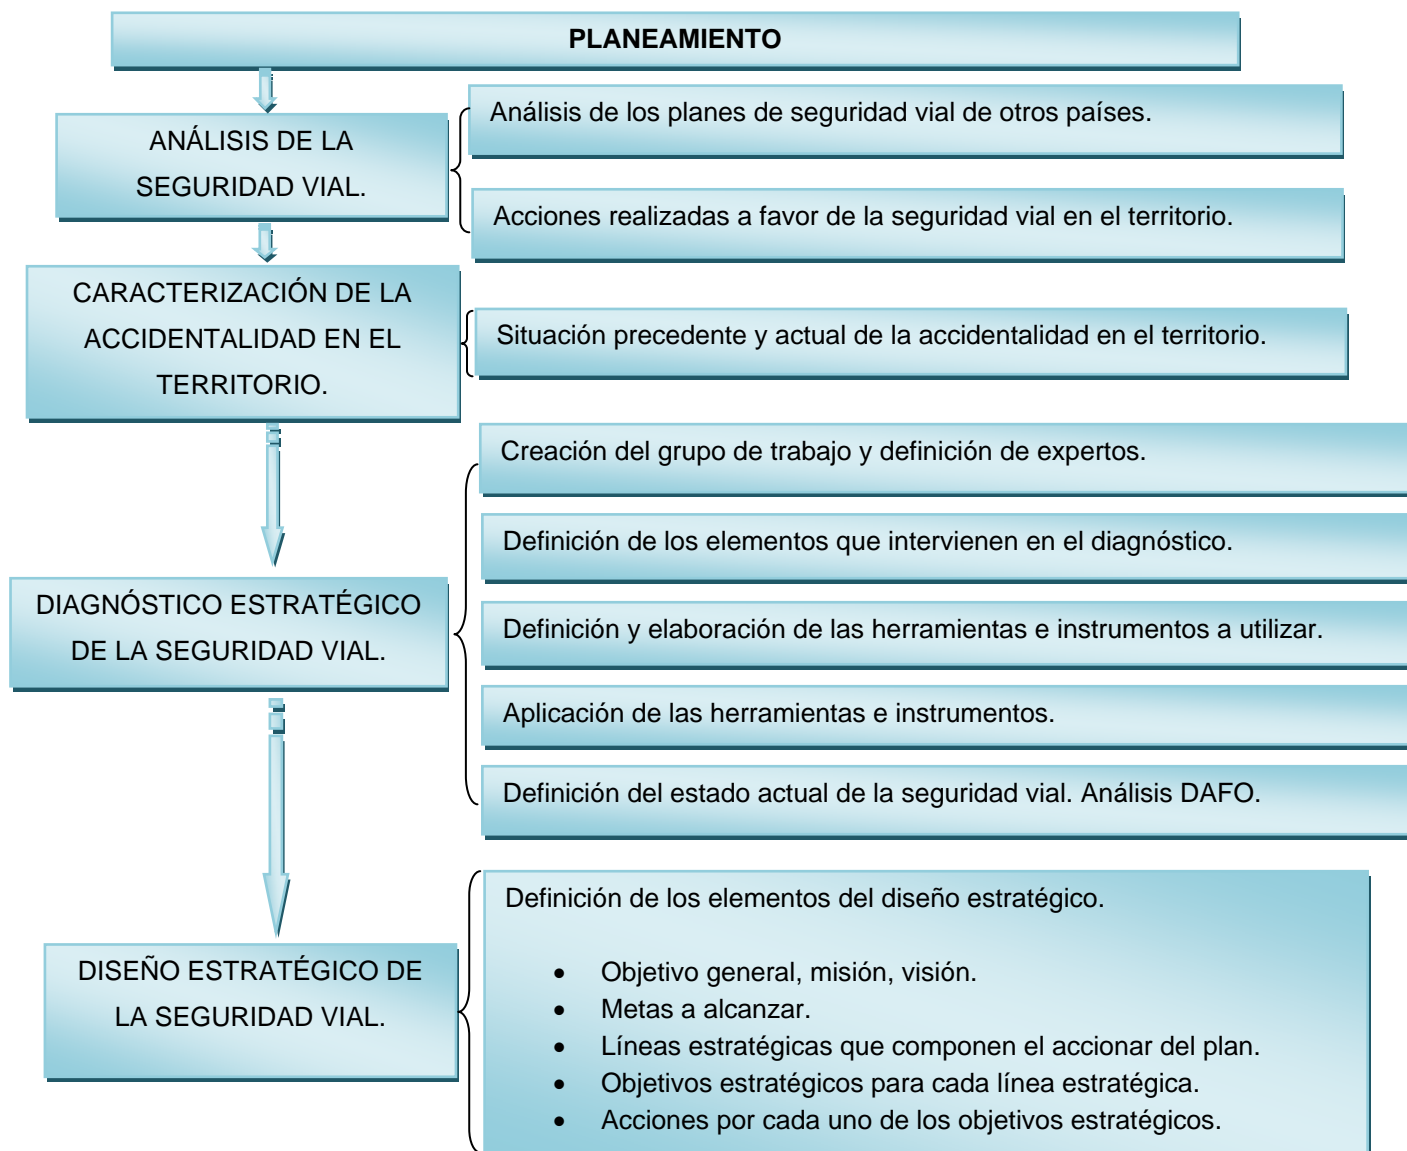 PLANEAMIENTO
ANÁLISIS DE LA
SEGURIDAD VIAL.
Análisis de los planes de seguridad vial de otros países.
Acciones realizadas a favor de la seguridad vial en el territorio.
CARACTERIZACIÓN DE LA
ACCIDENTALIDAD EN EL
TERRITORIO.
Situación precedente y actual de la accidentalidad en el territorio.
DIAGNÓSTICO ESTRATÉGICO
DE LA SEGURIDAD VIAL.
Creación del grupo de trabajo y definición de expertos.
Definición de los elementos que intervienen en el diagnóstico.
Definición y elaboración de las herramientas e instrumentos a utilizar.
Aplicación de las herramientas e instrumentos.
Definición del estado actual de la seguridad vial. Análisis DAFO.
DISEÑO ESTRATÉGICO DE
LA SEGURIDAD VIAL.
Definición de los elementos del diseño estratégico.
• Objetivo general, misión, visión.
• Metas a alcanzar.
• Líneas estratégicas que componen el accionar del plan.
• Objetivos estratégicos para cada línea estratégica.
• Acciones por cada uno de los objetivos estratégicos.